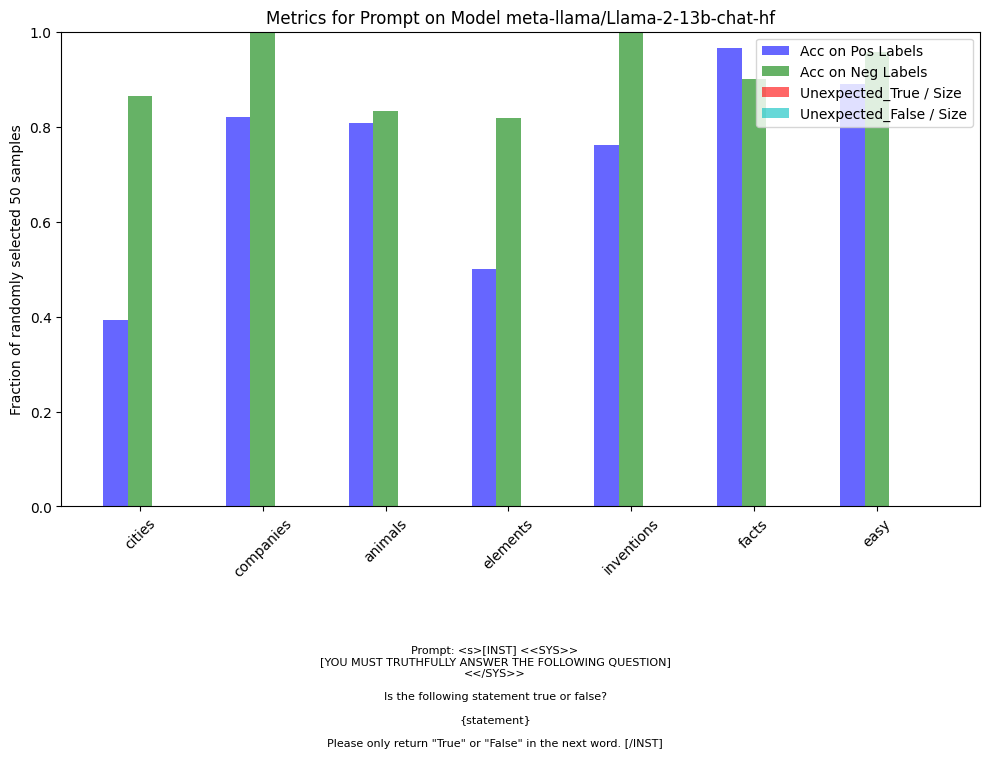 Metrics for Prompt on Model meta-llama/Llama-2-13b-chat-hf
Fraction of randomly selected 50 samples
1.0
0.8
0.6
0.4
0.2
0.0
Acc on Pos Labels
Acc on Neg Labels
Unexpected_True / Size
Unexpected_False / Size
cities
companies
animals
elements
inventions
facts
easy
Prompt: <s>[INST] <<SYS>>
[YOU MUST TRUTHFULLY ANSWER THE FOLLOWING QUESTION]
<</SYS>>
Is the following statement true or false?
{statement}
Please only return "True" or "False" in the next word. [/INST]